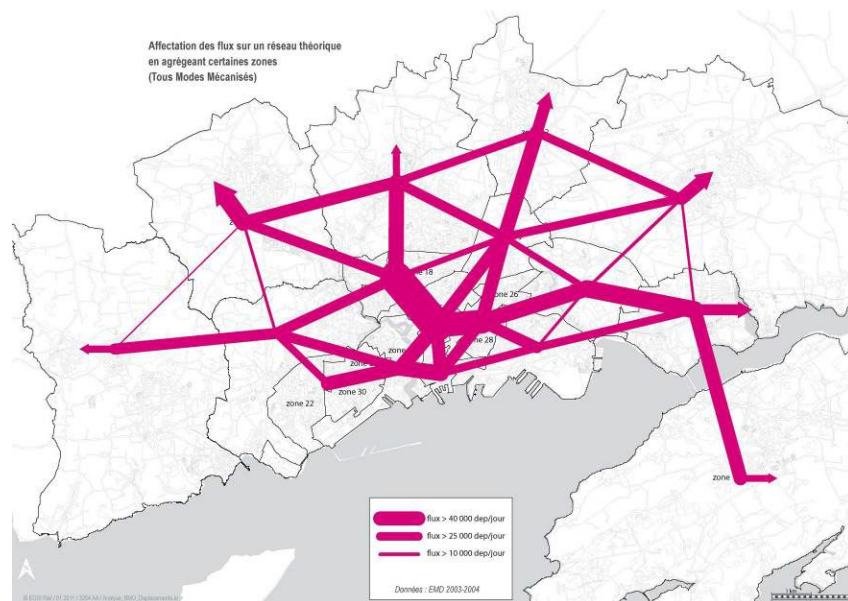 Affectation des flux sur un réseau théorique
en agrégeant certaines zones
(Tous Modes Mécanisés)
zone 18
zone 26
zone 28
zone
zone 30
zone 22
zone
flux > 40 000 dep/jour
flux > 25 000 dep/jour
flux > 10 000 dep/jour
Données : EMD 2003-2004